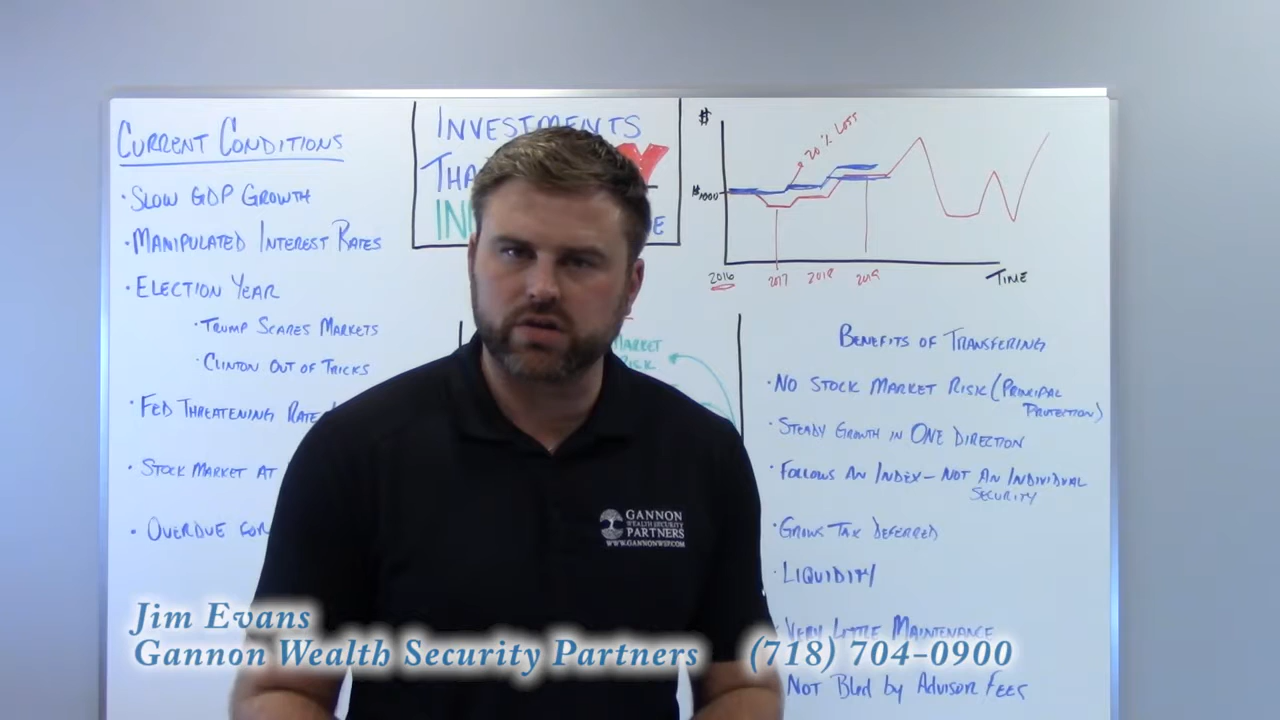 CURRENT CONDITIONS
• SLOW GDP GROWTH
• MANIPULATED INTEREST RATES
• ELECTION YEAR
• TRUMP SCARES MARKETS
• CLINTON OUT OF TRICKS
• FED THREATENING RATE
• STOCK MARKET AT
• OVERDUE
INVESTMENTS
$
20% LOSS
$1000
2016
2017
2018
2019
TIME
MARKET
BENEFITS OF TRANSFERING
• NO STOCK MARKET RISK (PRINCIPAL
PROTECTION)
• STEADY GROWTH IN ONE DIRECTION
• FOLLOWS AN INDEX – NOT AN INDIVIDUAL
SECURITY
• GROWS TAX DEFERRED
• LIQUIDITY
• VERY LITTLE MAINTENANCE
NOT BLED BY ADVISOR FEES
GANNON
WEALTH SECURITY
PARTNERS
WWW.GANNONWSP.COM
Jim Evans
Gannon Wealth Security Partners (718) 704-0900